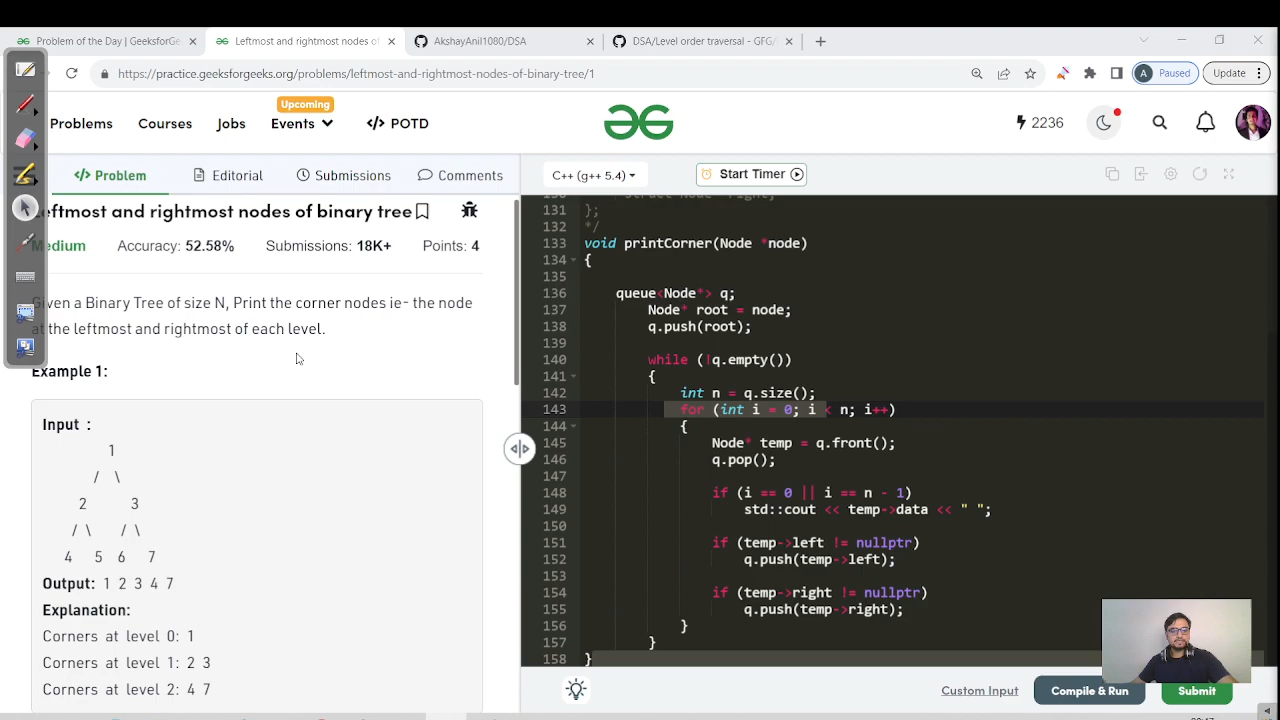 Problem of the Day | GeeksforGe
Leftmost and rightmost nodes of
AkshayAnil1080/DSA
DSA/Level order traversal - GFG/
https://practice.geeksforgeeks.org/problems/leftmost-and-rightmost-nodes-of-binary-tree/1
A Paused
Update
Upcoming
Problems
Courses
Jobs
Events
</> POTD
2236
</> Problem
Editorial
Submissions
Comments
C++ (g++ 5.4)
Start Timer
eftmost and rightmost nodes of binary tree
Medium
Accuracy: 52.58%
Submissions: 18K+
Points: 4
Given a Binary Tree of size N, Print the corner nodes ie- the node
at the leftmost and rightmost of each level.
Example 1:
Input :
1
/ \
2 3
/ \ / \
4 5 6 7
Output: 1 2 3 4 7
Explanation:
Corners at level 0: 1
Corners at level 1: 2 3
Corners at level 2: 4 7
131 };
132 */
133 void printCorner(Node *node)
134 {
135
136 queue<Node*> q;
137 Node* root = node;
138 q.push(root);
139
140 while (!q.empty())
141 {
142 int n = q.size();
143 for (int i = 0; i < n; i++)
144 {
145 Node* temp = q.front();
146 q.pop();
147
148 if (i == 0 || i == n - 1)
149 std::cout << temp->data << " ";
150
151 if (temp->left != nullptr)
152 q.push(temp->left);
153
154 if (temp->right != nullptr)
155 q.push(temp->right);
156 }
157 }
158 }
Custom Input
Compile & Run
Submit